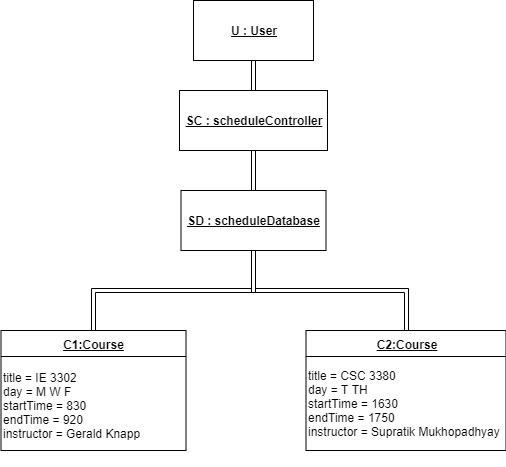 U : User
SC : scheduleController
SD : scheduleDatabase
C1:Course
title = IE 3302
day = M W F
startTime = 830
endTime = 920
instructor = Gerald Knapp
C2:Course
title = CSC 3380
day = T TH
startTime = 1630
endTime = 1750
instructor = Supratik Mukhopadhyay